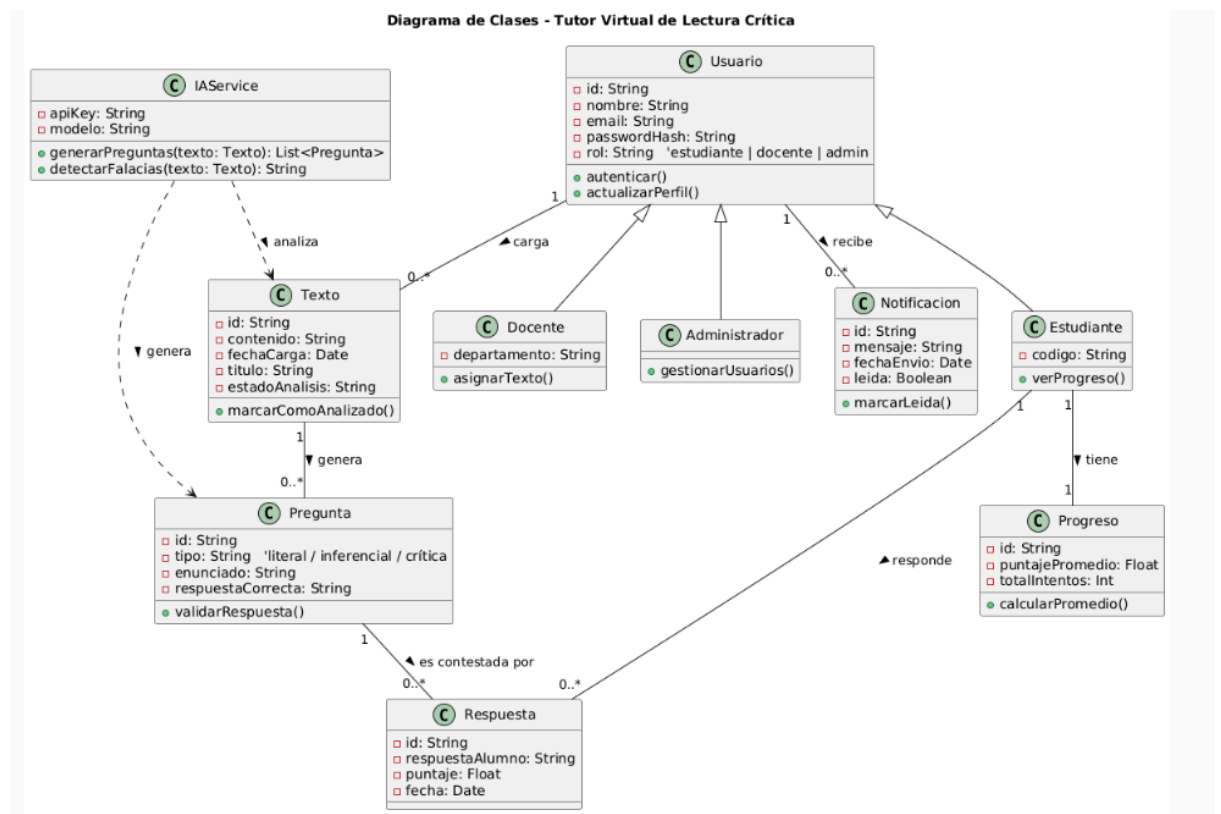 Diagrama de Clases - Tutor Virtual de Lectura Crítica
C IAService
apiKey: String
modelo: String
generarPreguntas(texto: Texto): List<Pregunta>
detectarFalacias(texto: Texto): String
C Usuario
id: String
nombre: String
email: String
passwordHash: String
rol: String 'estudiante | docente | admin
autenticar()
actualizarPerfil()
analiza
1
carga
0..*
1
recibe
0..*
C Texto
id: String
contenido: String
fechaCarga: Date
titulo: String
estadoAnalisis: String
marcarComoAnalizado()
C Docente
departamento: String
asignarTexto()
C Administrador
gestionarUsuarios()
C Notificacion
id: String
mensaje: String
fechaEnvio: Date
leida: Boolean
marcarLeida()
C Estudiante
codigo: String
verProgreso()
genera
1
genera
0..*
1
1
tiene
1
C Pregunta
id: String
tipo: String 'literal / inferencial / crítica
enunciado: String
respuestaCorrecta: String
validarRespuesta()
responde
C Progreso
id: String
puntajePromedio: Float
totalIntentos: Int
calcularPromedio()
1
es contestada por
0..*
0..*
C Respuesta
id: String
respuestaAlumno: String
puntaje: Float
fecha: Date